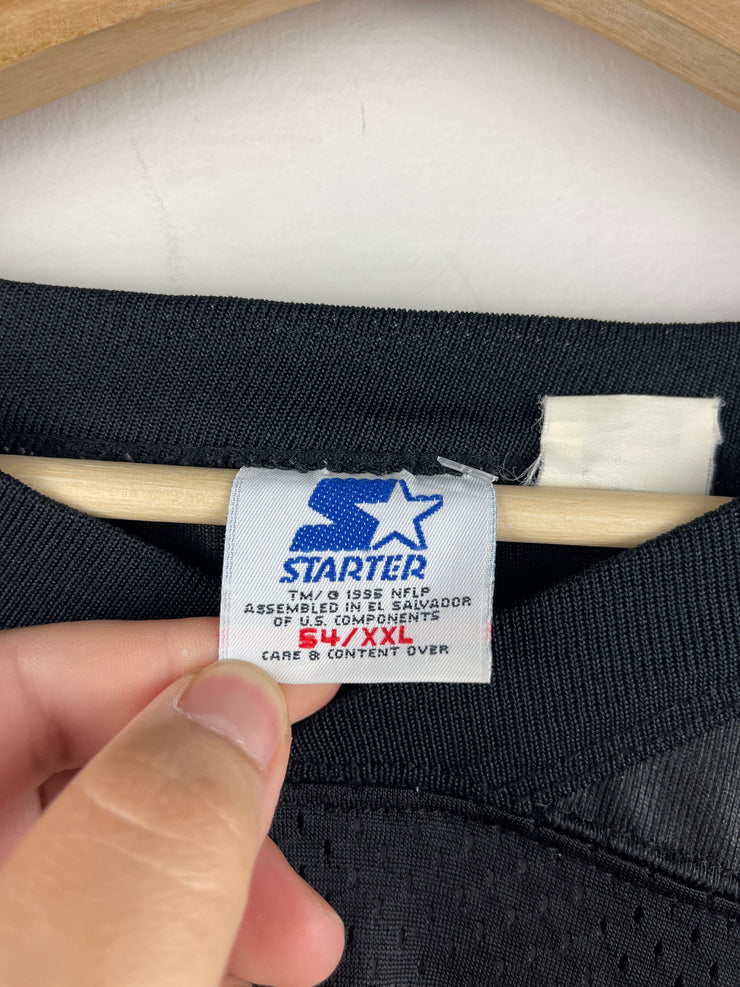 STARTER
TM/© 1995 NFLP
ASSEMBLED IN EL SALVADOR
OF U.S. COMPONENTS
54/XXL
CARE & CONTENT OVER